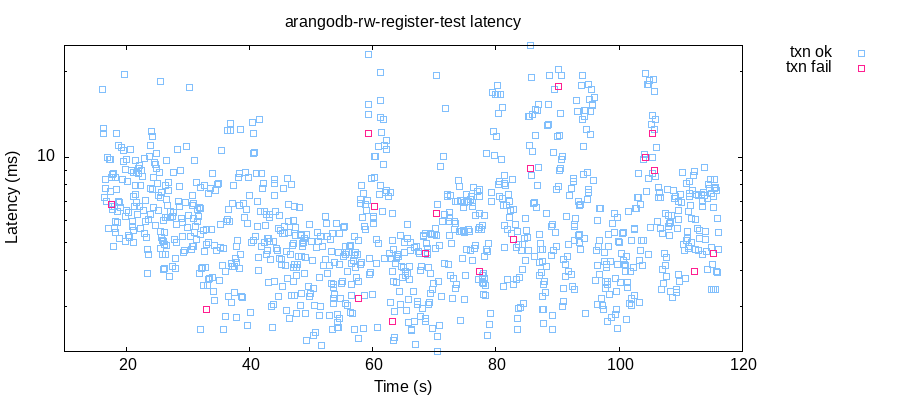 arangodb-rw-register-test latency
txn ok
txn fail
Latency (ms)
10
20
40
60
80
100
120
Time (s)